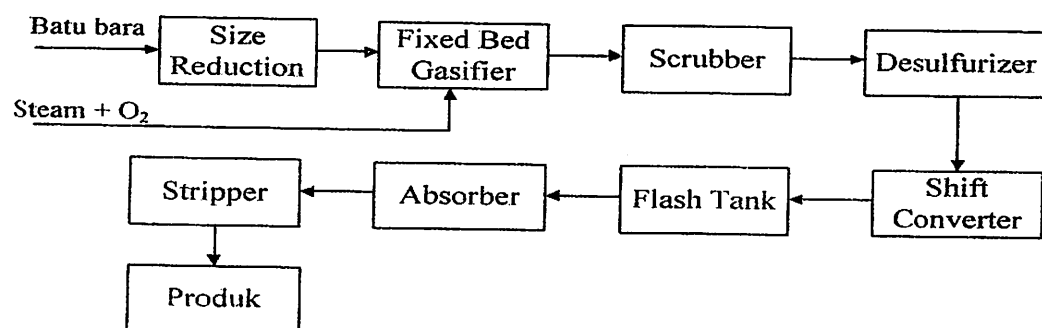 Batu bara
Size
Reduction
Fixed Bed
Gasifier
Scrubber
Desulfurizer
Steam + O₂
Stripper
Absorber
Flash Tank
Shift
Converter
Produk